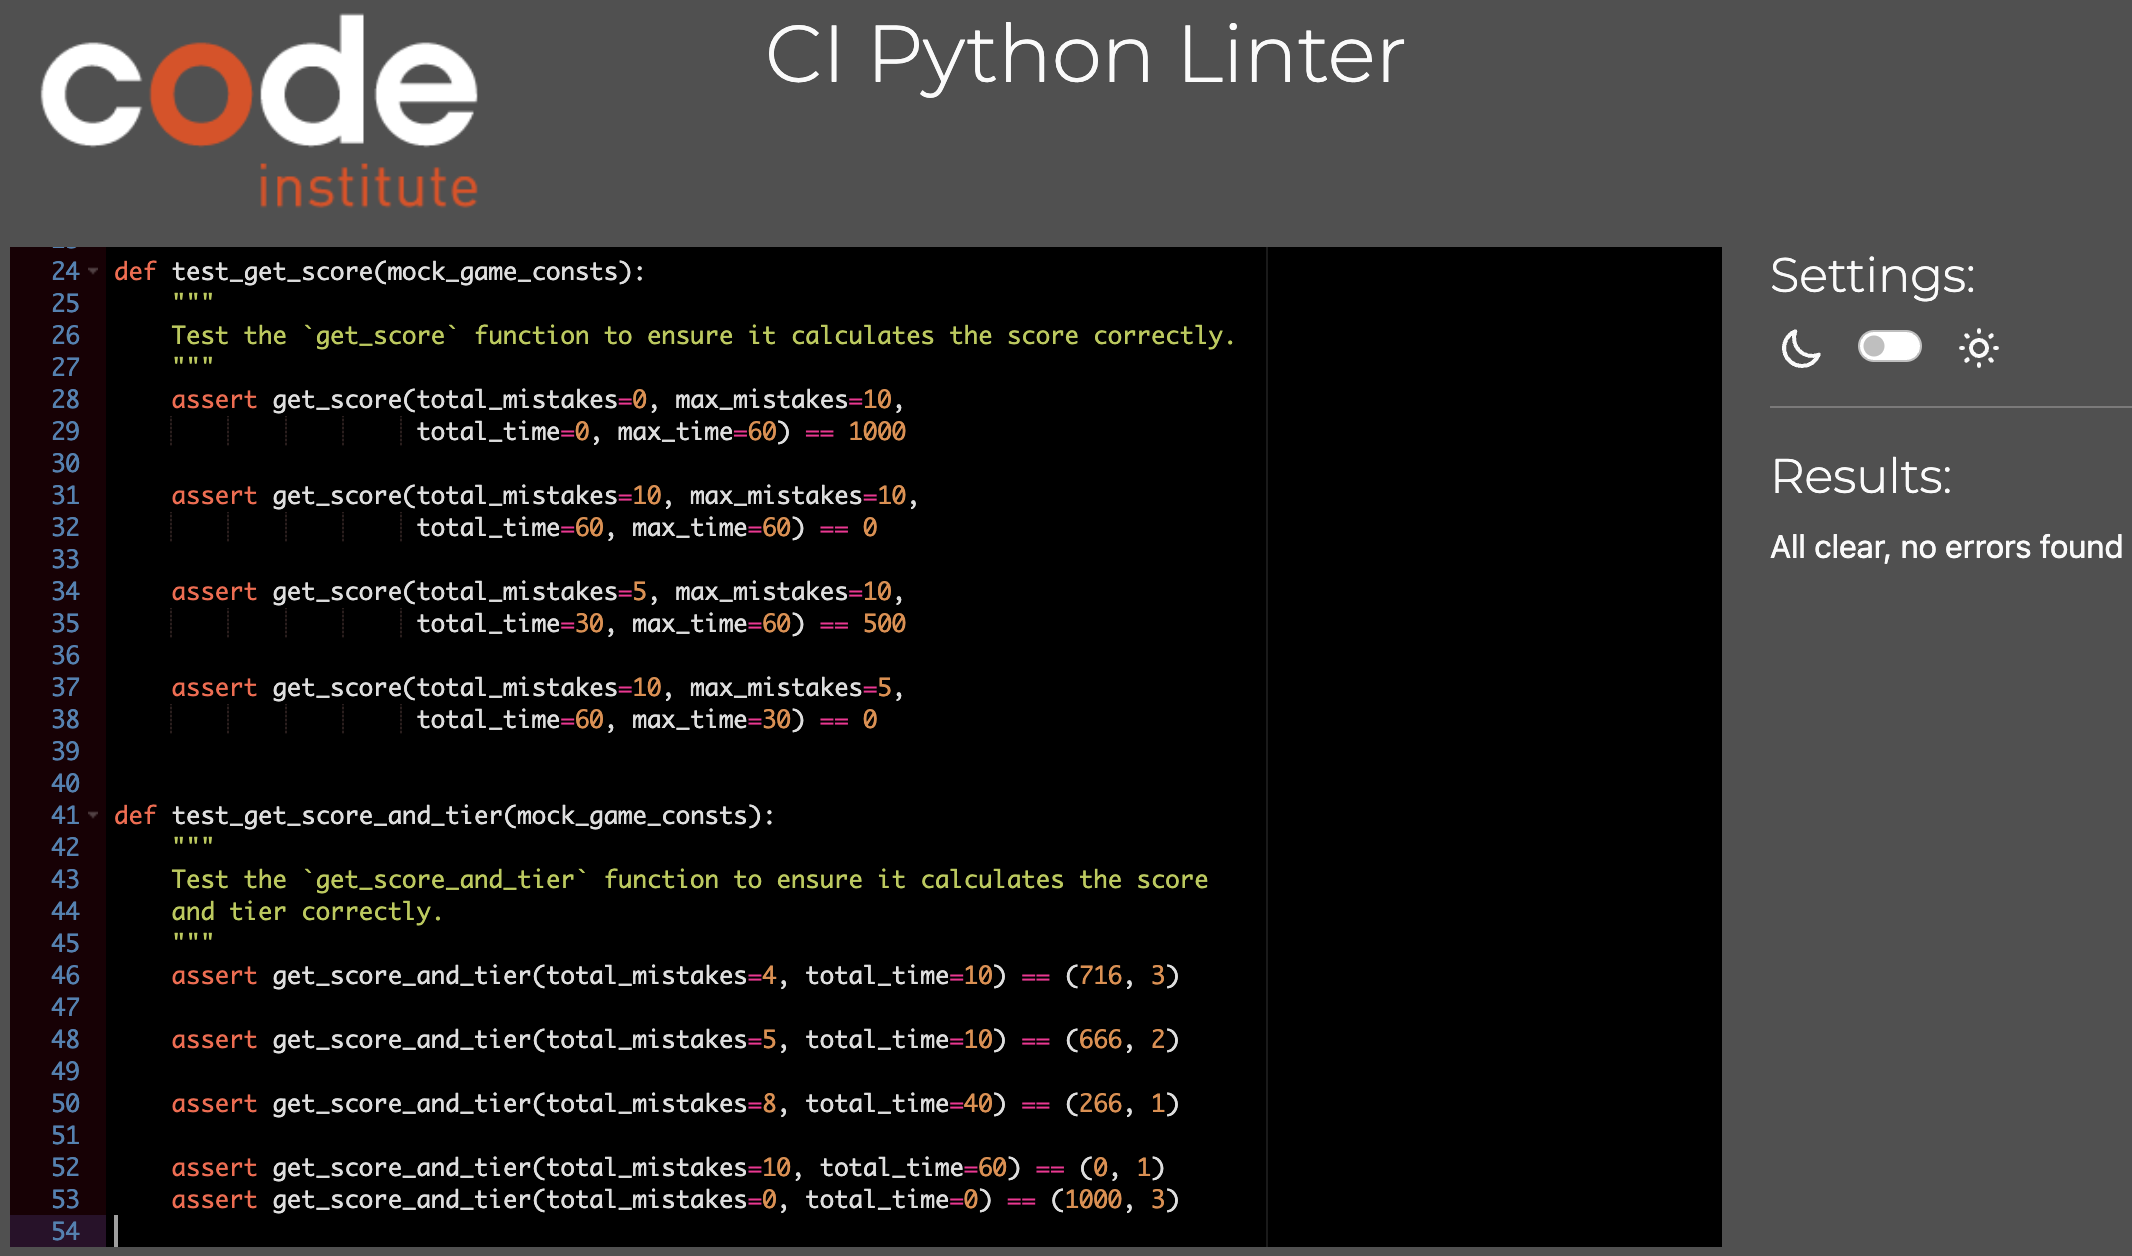 code
institute
CI Python Linter
24 def test_get_score(mock_game_consts):
25     """
26     Test the `get_score` function to ensure it calculates the score correctly.
27     """
28     assert get_score(total_mistakes=0, max_mistakes=10,
29                      total_time=0, max_time=60) == 1000
30
31     assert get_score(total_mistakes=10, max_mistakes=10,
32                      total_time=60, max_time=60) == 0
33
34     assert get_score(total_mistakes=5, max_mistakes=10,
35                      total_time=30, max_time=60) == 500
36
37     assert get_score(total_mistakes=10, max_mistakes=5,
38                      total_time=60, max_time=30) == 0
39
40
41 def test_get_score_and_tier(mock_game_consts):
42     """
43     Test the `get_score_and_tier` function to ensure it calculates the score
44     and tier correctly.
45     """
46     assert get_score_and_tier(total_mistakes=4, total_time=10) == (716, 3)
47
48     assert get_score_and_tier(total_mistakes=5, total_time=10) == (666, 2)
49
50     assert get_score_and_tier(total_mistakes=8, total_time=40) == (266, 1)
51
52     assert get_score_and_tier(total_mistakes=10, total_time=60) == (0, 1)
53     assert get_score_and_tier(total_mistakes=0, total_time=0) == (1000, 3)
54
Settings:
Results:
All clear, no errors found